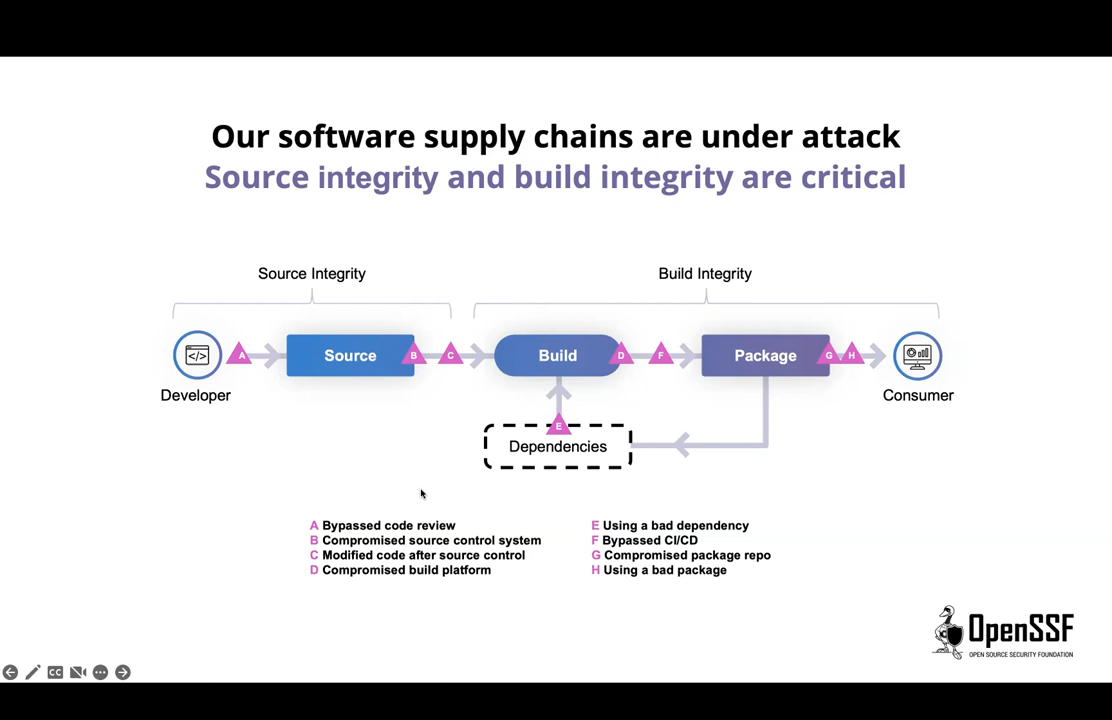 Our software supply chains are under attack
Source integrity and build integrity are critical
Source Integrity
Build Integrity
</>
A
Source
B
C
Build
D
F
Package
G
H
Developer
Consumer
E
Dependencies
A Bypassed code review
B Compromised source control system
C Modified code after source control
D Compromised build platform
E Using a bad dependency
F Bypassed CI/CD
G Compromised package repo
H Using a bad package
OpenSSF
OPEN SOURCE SECURITY FOUNDATION
CC